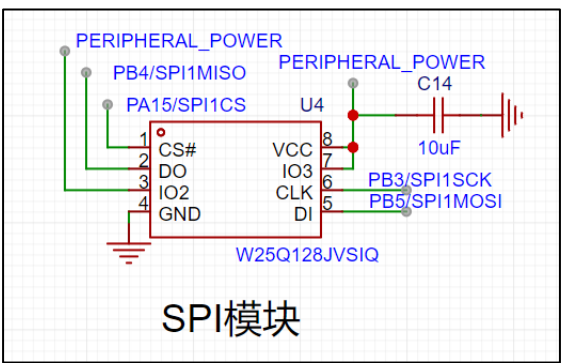 PERIPHERAL_POWER
PB4/SPI1MISO
PERIPHERAL_POWER
PA15/SPI1CS
U4
C14
10uF
1 CS# VCC 8
2 DO IO3 7
3 IO2 CLK 6
4 GND DI 5
PB3/SPI1SCK
PB5/SPI1MOSI
W25Q128JVSIQ
SPI模块